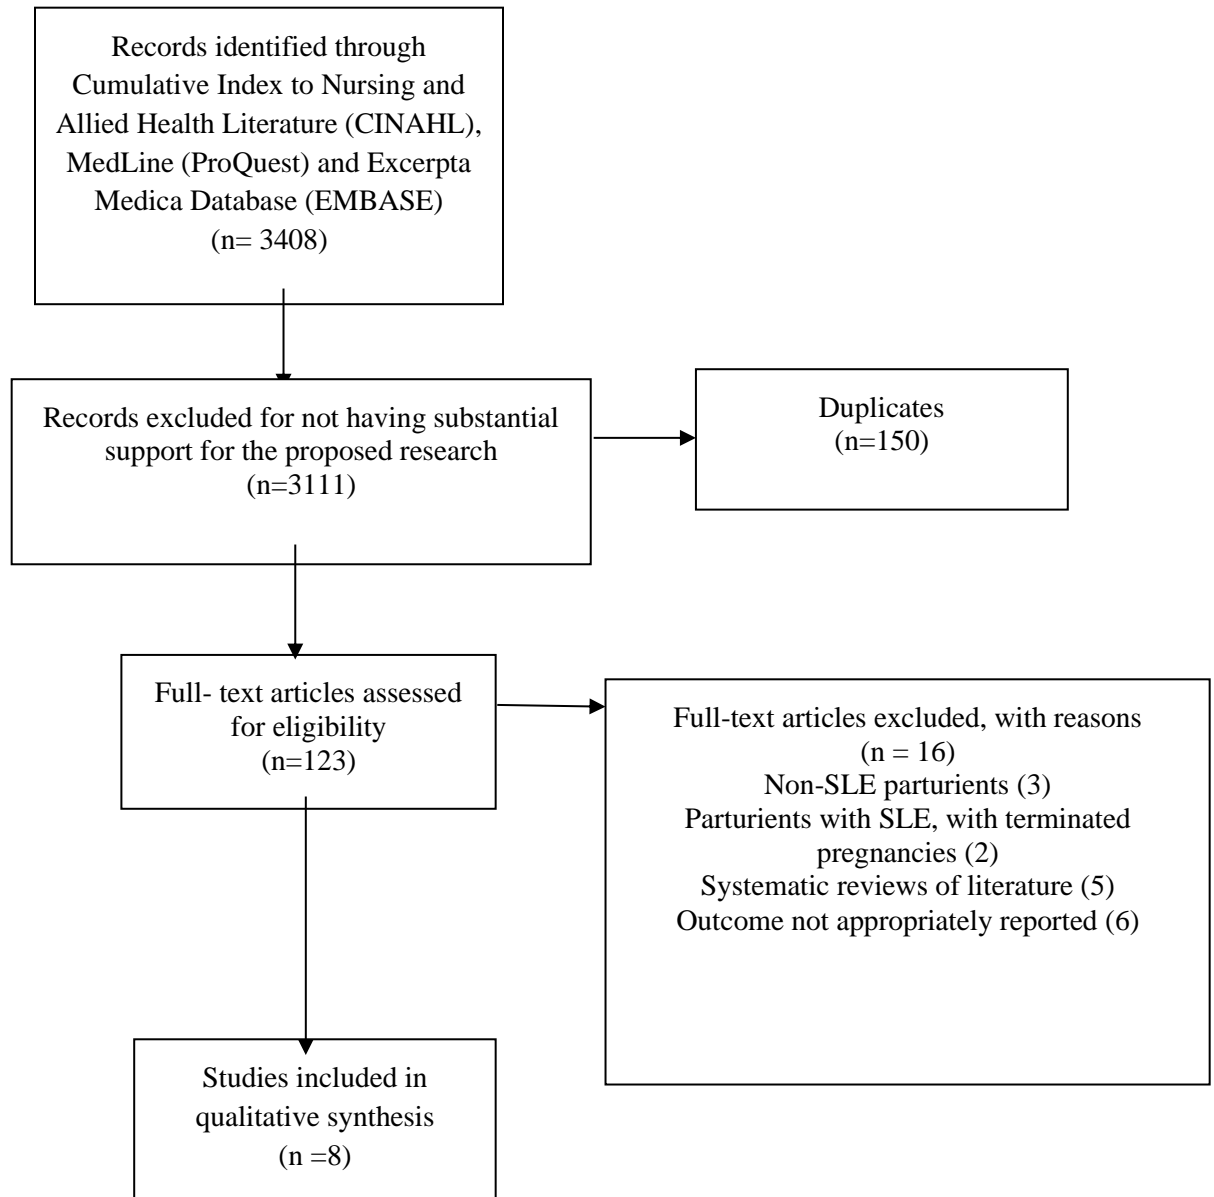 Records identified through
Cumulative Index to Nursing and
Allied Health Literature (CINAHL),
MedLine (ProQuest) and Excerpta
Medica Database (EMBASE)
(n= 3408)
Records excluded for not having substantial
support for the proposed research
(n=3111)
Duplicates
(n=150)
Full- text articles assessed
for eligibility
(n=123)
Full-text articles excluded, with reasons
(n = 16)
Non-SLE parturients (3)
Parturients with SLE, with terminated
pregnancies (2)
Systematic reviews of literature (5)
Outcome not appropriately reported (6)
Studies included in
qualitative synthesis
(n =8)